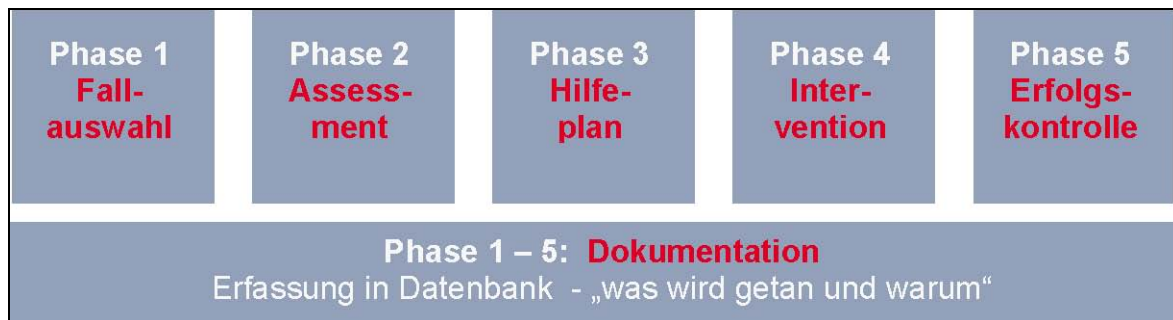 Phase 1
Fall-
auswahl
Phase 2
Assess-
ment
Phase 3
Hilfe-
plan
Phase 4
Inter-
vention
Phase 5
Erfolgs-
kontrolle
Phase 1 – 5: Dokumentation
Erfassung in Datenbank - „was wird getan und warum“